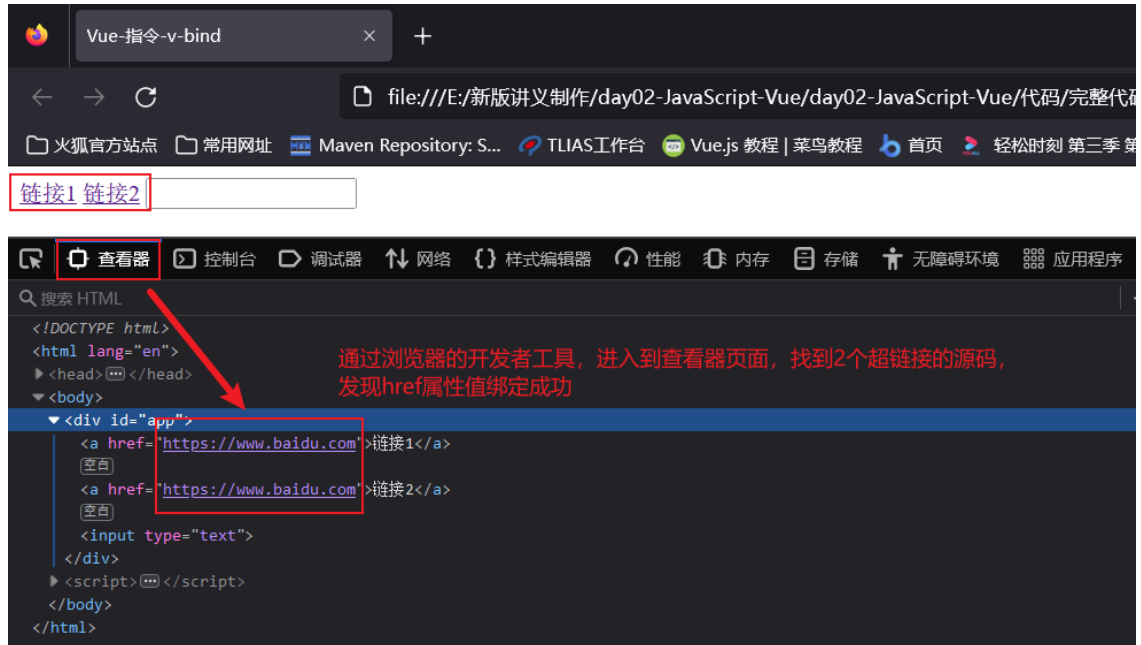 Vue-指令-v-bind
file:///E:/新版讲义制作/day02-JavaScript-Vue/day02-JavaScript-Vue/代码/完整代
火狐官方站点 常用网址 Maven Repository: S... TLIAS工作台 Vue.js 教程 | 菜鸟教程 首页 轻松时刻 第三季 第
链接1 链接2
查看器 控制台 调试器 网络 样式编辑器 性能 内存 存储 无障碍环境 应用程序
搜索 HTML
<!DOCTYPE html>
<html lang="en">
通过浏览器的开发者工具，进入到查看器页面，找到2个超链接的源码，
<head></head>
发现href属性值绑定成功
<body>
<div id="app">
<a href="https://www.baidu.com">链接1</a>
空白
<a href="https://www.baidu.com">链接2</a>
空白
<input type="text">
</div>
<script></script>
</body>
</html>